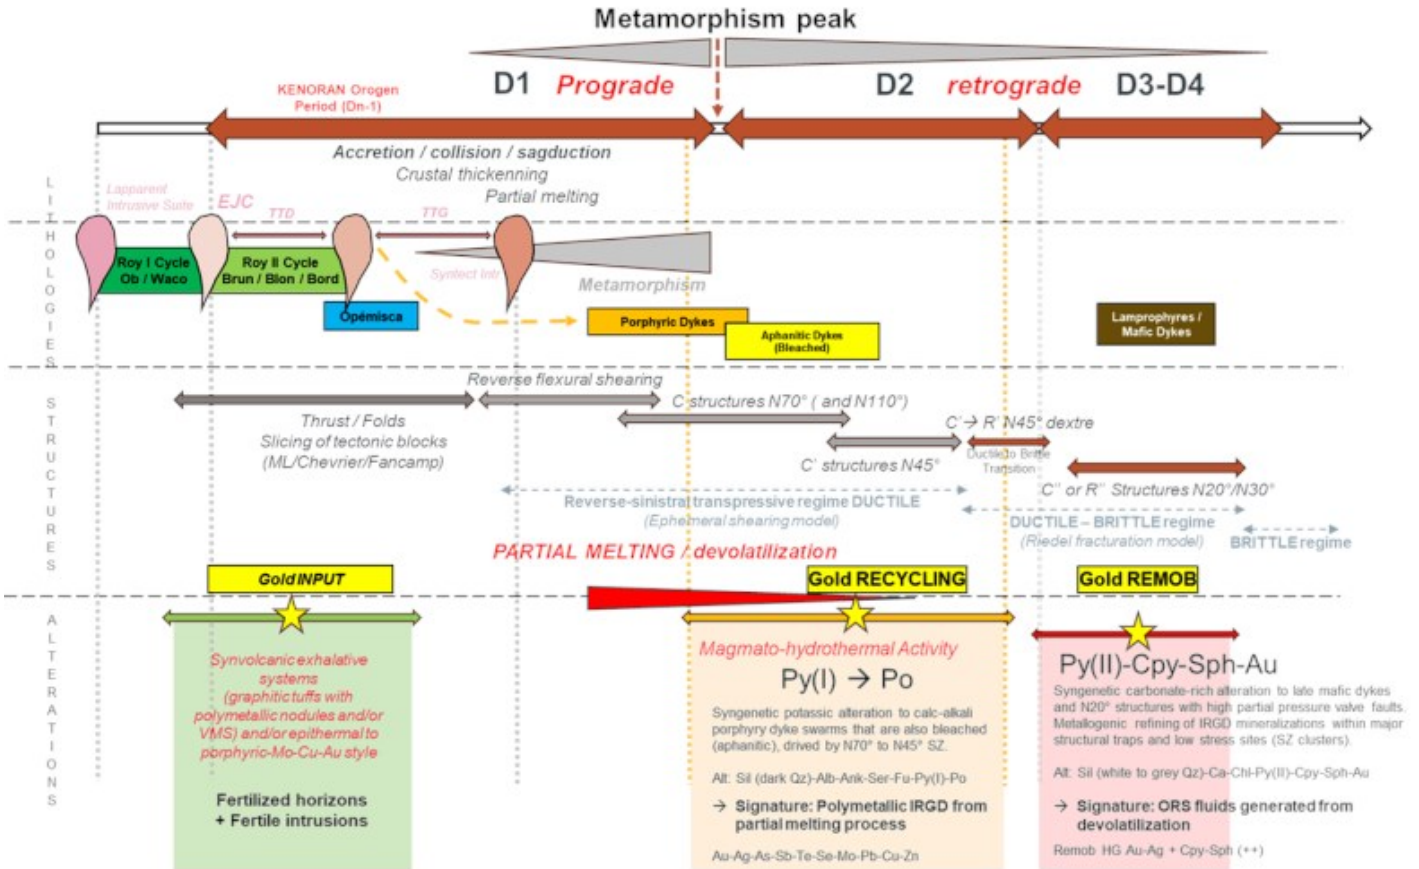 Metamorphism peak
D1
Prograde
D2
retrograde
D3-D4
KENORAN Orogen
Period (Dn-1)
Accretion / collision / sagduction
Crustal thickenning
Partial melting
LITHOLOGIES
Lapparent
Intrusive Suite
EJC
TTD
TTG
Roy I Cycle
Ob / Waco
Roy II Cycle
Brun / Blon / Bord
Syntect Intr
Metamorphism
Opémisca
Porphyric Dykes
Aphanitic Dykes
(Bleached)
Lamprophyres /
Mafic Dykes
STRUCTURES
Reverse flexural shearing
Thrust / Folds
Slicing of tectonic blocks
(ML/Chevrier/Fancamp)
C structures N70° ( and N110°)
C' structures N45°
C' → R' N45° dextre
Ductile to Brittle
Transition
C'' or R'' Structures N20°/N30°
Reverse-sinistral transpressive regime DUCTILE
(Ephemeral shearing model)
DUCTILE – BRITTLE regime
(Riedel fracturation model)
BRITTLE regime
PARTIAL MELTING / devolatilization
Gold INPUT
Gold RECYCLING
Gold REMOB
ALTERATIONS
Synvolcanic exhalative
systems
(graphitic tuffs with
polymetallic nodules and/or
VMS) and/or epithermal to
porphyric-Mo-Cu-Au style
Fertilized horizons
+ Fertile intrusions
Magmato-hydrothermal Activity
Py(I) → Po
Syngenetic potassic alteration to calc-alkali
porphyry dyke swarms that are also bleached
(aphanitic), drived by N70° to N45° SZ.
Alt: Sil (dark Qz)-Alb-Ank-Ser-Fu-Py(I)-Po
→ Signature: Polymetallic IRGD from
partial melting process
Au-Ag-As-Sb-Te-Se-Mo-Pb-Cu-Zn
Py(II)-Cpy-Sph-Au
Syngenetic carbonate-rich alteration to late mafic dykes
and N20° structures with high partial pressure valve faults.
Metallogenic refining of IRGD mineralizations within major
structural traps and low stress sites (SZ clusters).
Alt: Sil (white to grey Qz)-Ca-Chl-Py(II)-Cpy-Sph-Au
→ Signature: ORS fluids generated from
devolatilization
Remob HG Au-Ag + Cpy-Sph (++)